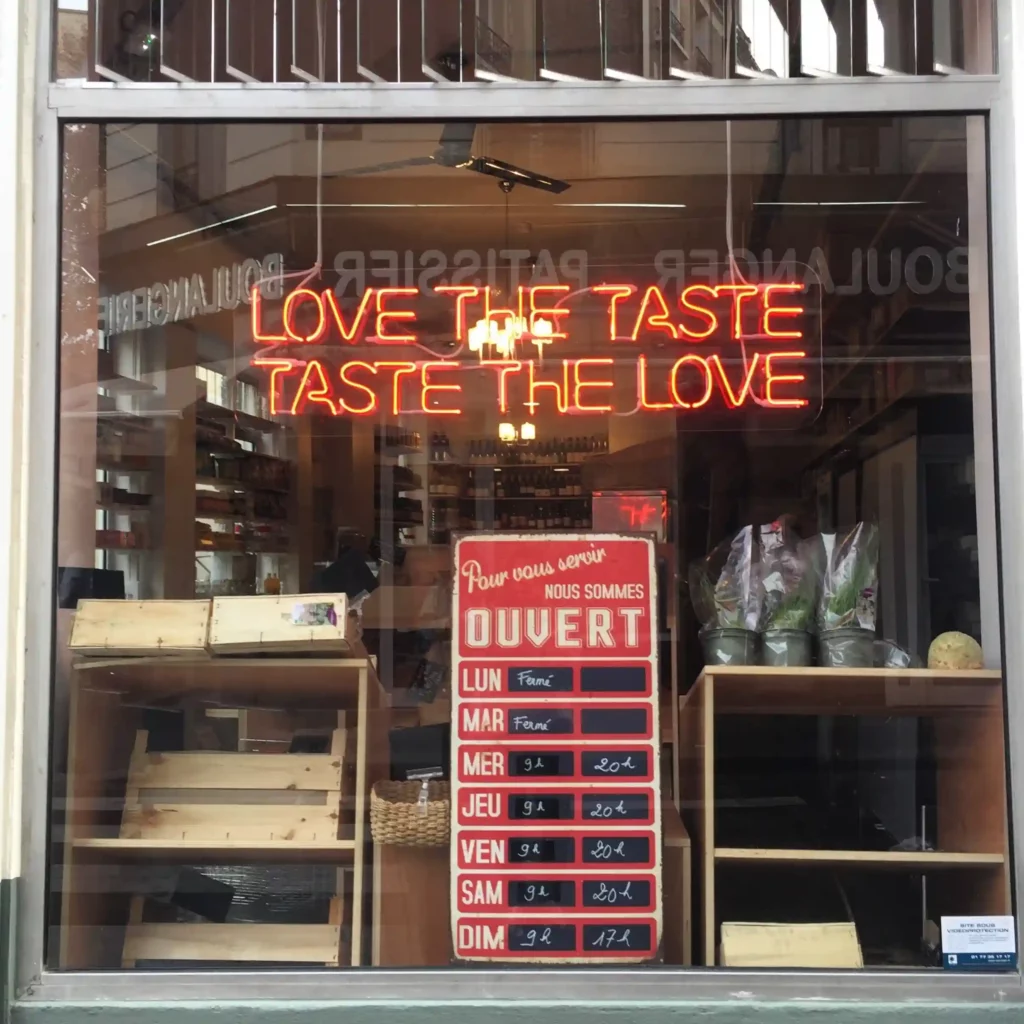 BOULANGERIE BOULANGER PATISSIER BOULANGER
LOVE THE TASTE
TASTE THE LOVE
Pour vous servir
NOUS SOMMES
OUVERT
LUN Fermé
MAR Fermé
MER 9h 20h
JEU 9h 20h
VEN 9h 20h
SAM 9h 20h
DIM 9h 17h
SITE SOUS
VIDEOPROTECTION